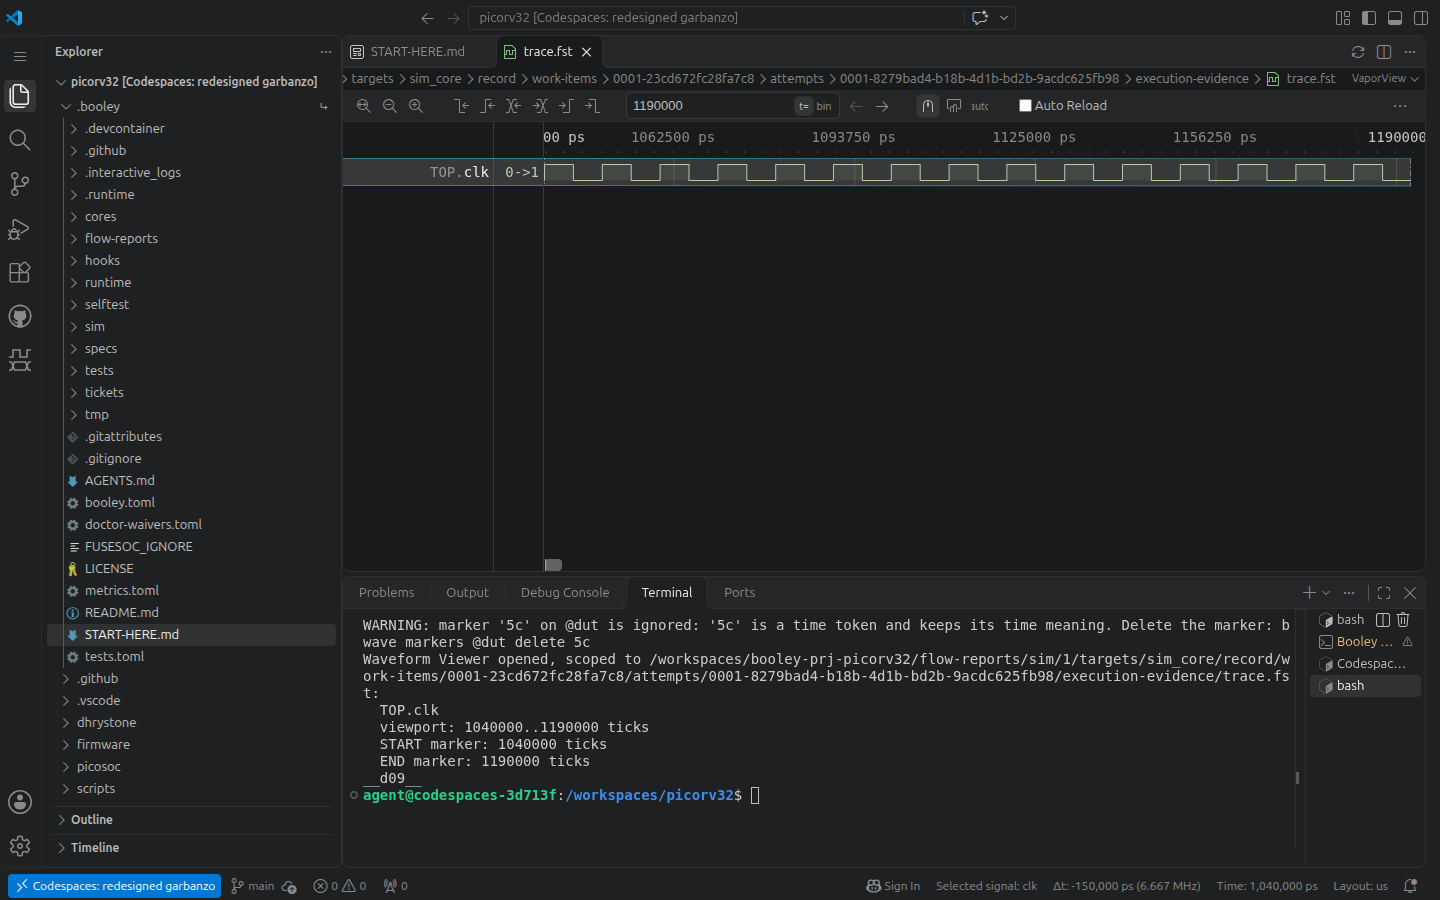 picorv32 [Codespaces: redesigned garbanzo]
Explorer
picorv32 [Codespaces: redesigned garbanzo]
.booley
.devcontainer
.github
.interactive_logs
.runtime
cores
flow-reports
hooks
runtime
selftest
sim
specs
tests
tickets
tmp
.gitattributes
.gitignore
AGENTS.md
booley.toml
doctor-waivers.toml
FUSESOC_IGNORE
LICENSE
metrics.toml
README.md
START-HERE.md
tests.toml
.github
.vscode
dhrystone
firmware
picosoc
scripts
Outline
Timeline
START-HERE.md
trace.fst
targets > sim_core > record > work-items > 0001-23cd672fc28fa7c8 > attempts > 0001-8279bad4-b18b-4d1b-bd2b-9acdc625fb98 > execution-evidence > trace.fst VaporView
1190000 t= bin auto Auto Reload
00 ps 1062500 ps 1093750 ps 1125000 ps 1156250 ps 1190000
TOP.clk 0->1
Problems Output Debug Console Terminal Ports
WARNING: marker '5c' on @dut is ignored: '5c' is a time token and keeps its time meaning. Delete the marker: b
wave markers @dut delete 5c
Waveform Viewer opened, scoped to /workspaces/booley-prj-picorv32/flow-reports/sim/1/targets/sim_core/record/w
ork-items/0001-23cd672fc28fa7c8/attempts/0001-8279bad4-b18b-4d1b-bd2b-9acdc625fb98/execution-evidence/trace.fs
t:
TOP.clk
viewport: 1040000..1190000 ticks
START marker: 1040000 ticks
END marker: 1190000 ticks
__d09__
agent@codespaces-3d713f:/workspaces/picorv32$
bash
Booley ...
Codespac...
bash
Codespaces: redesigned garbanzo main 0 0 0 Sign In Selected signal: clk Δt: -150,000 ps (6.667 MHz) Time: 1,040,000 ps Layout: us